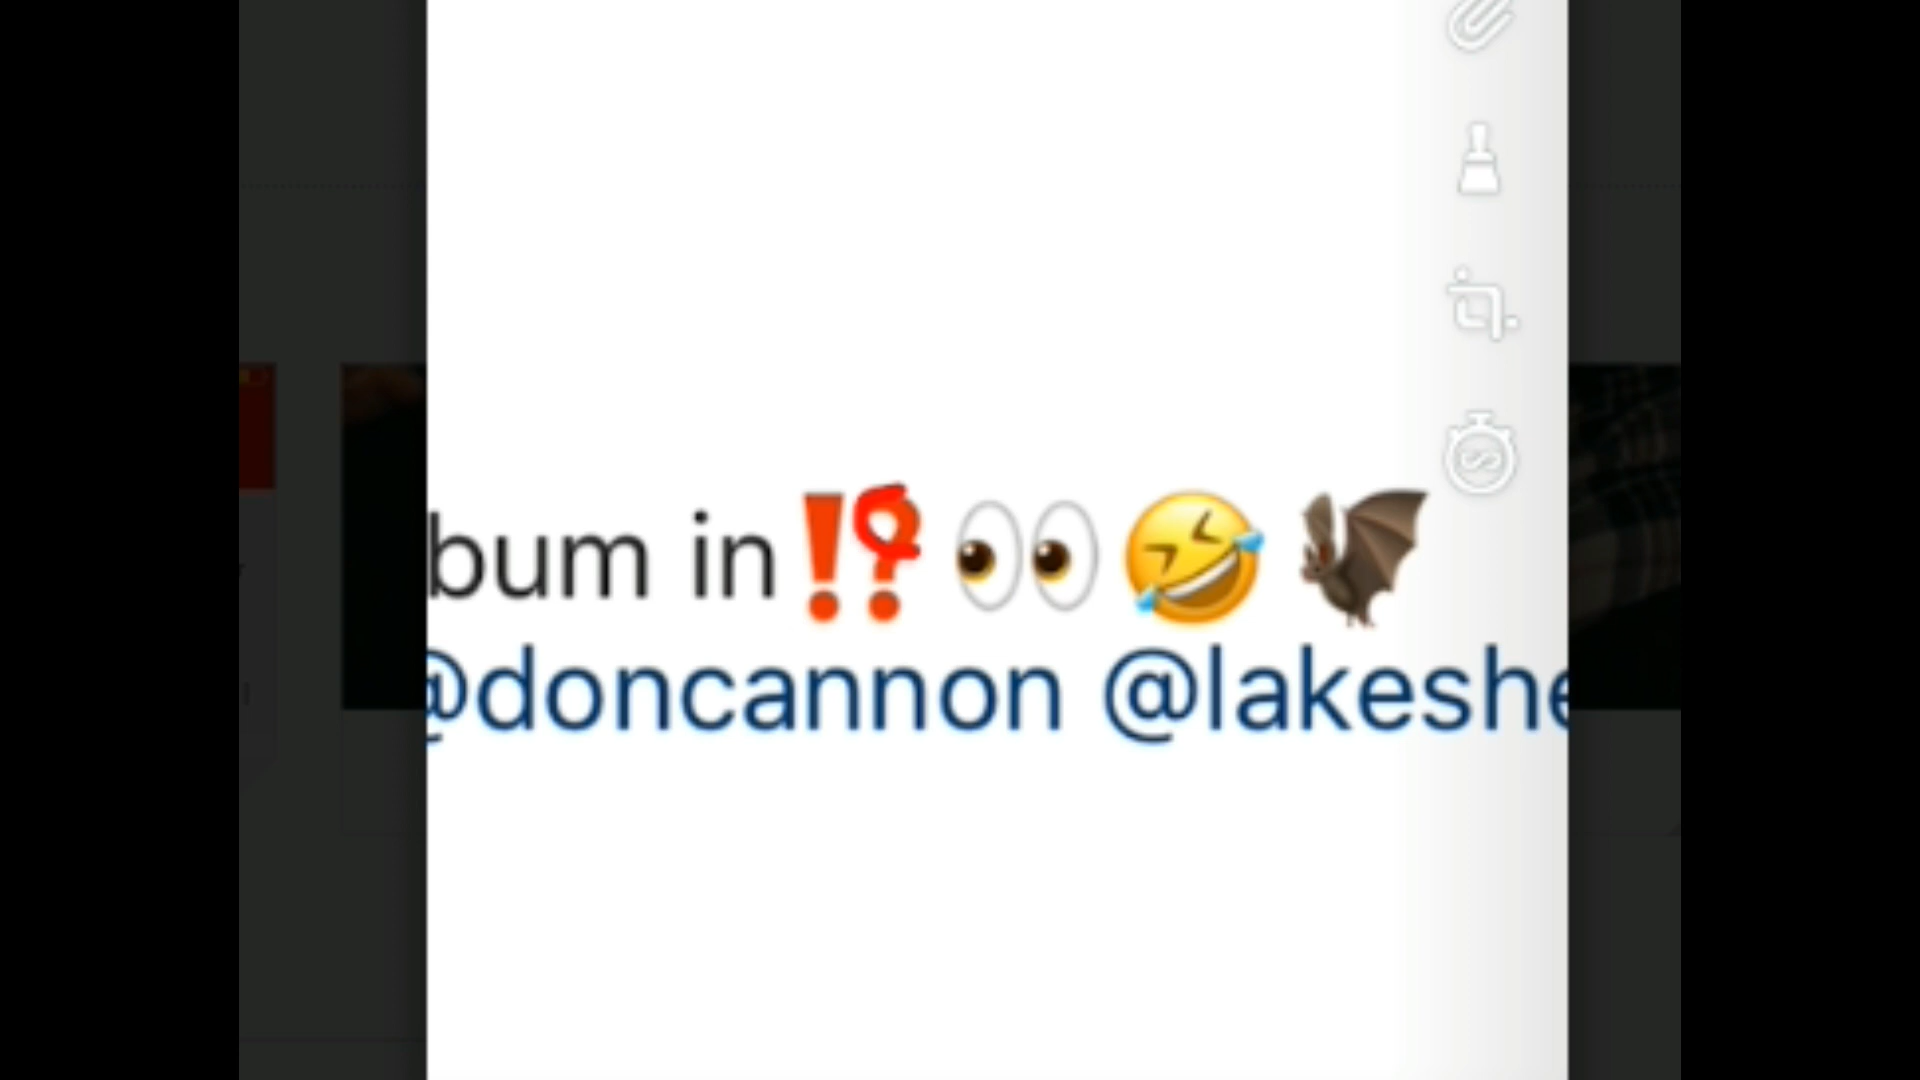 bum in⁉️ 👀 🤣 🦇
@doncannon @lakeshe